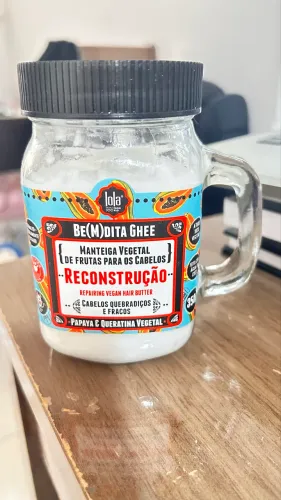 lola
BE(M)DITA GHEE
MANTEIGA VEGETAL
DE FRUTAS PARA OS CABELOS
RECONSTRUÇÃO
REPAIRING VEGAN HAIR BUTTER
CABELOS QUEBRADIÇOS
E FRACOS
PAPAYA E QUERATINA VEGETAL